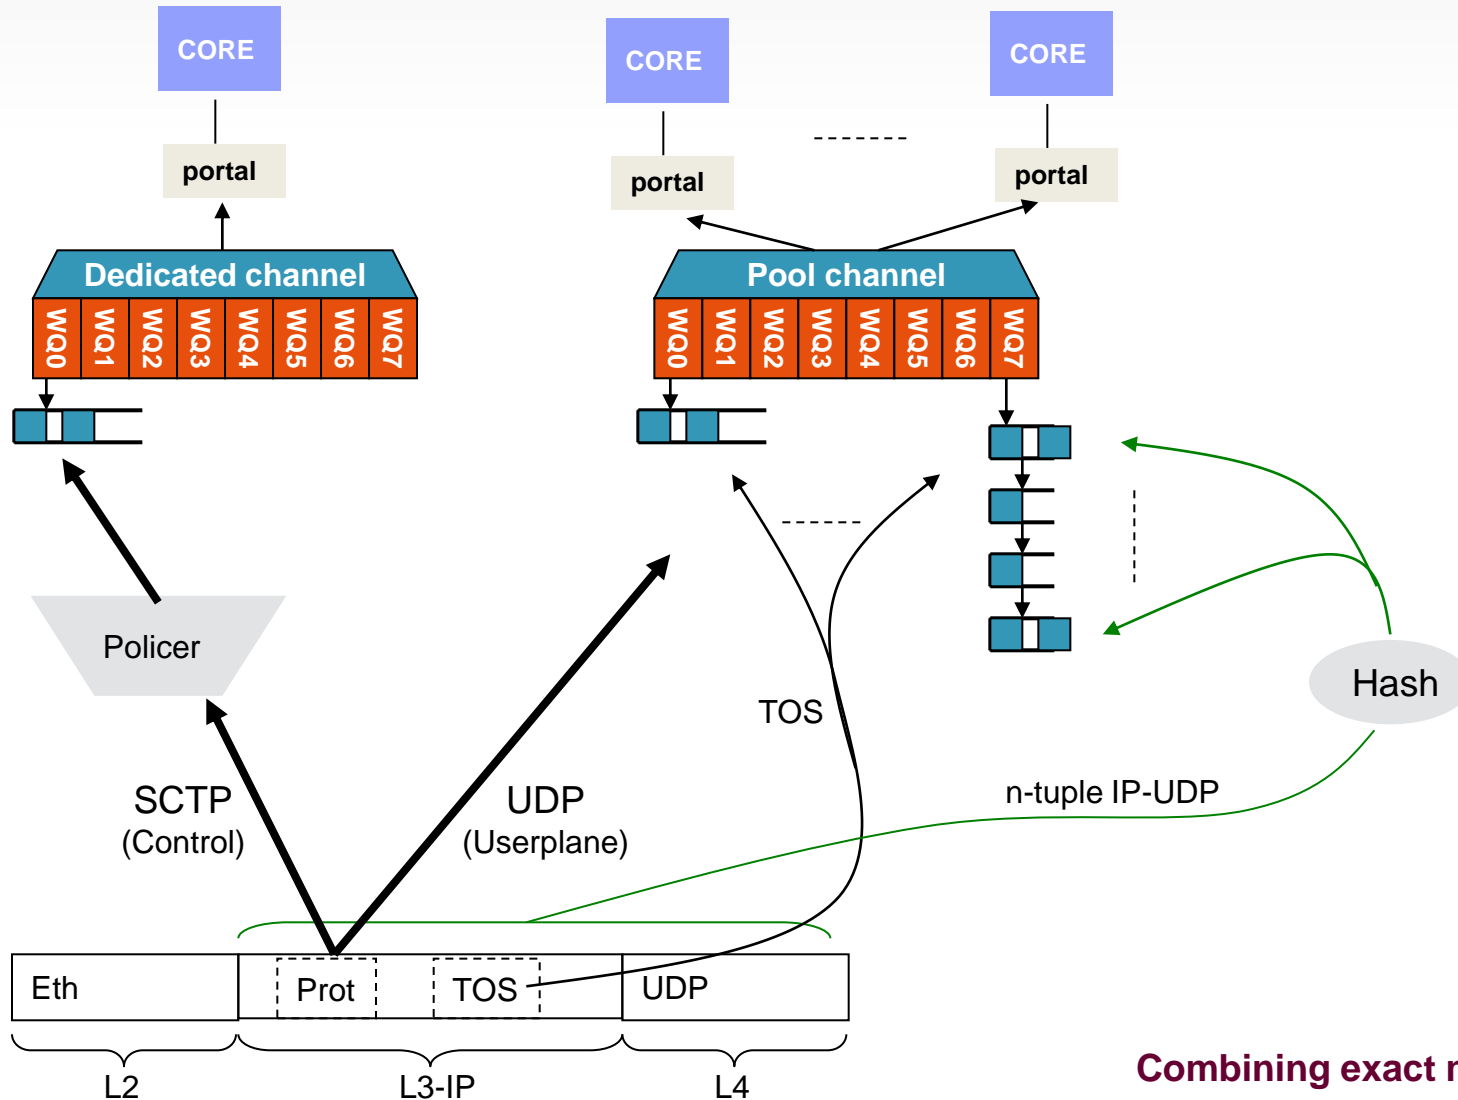 CORE
CORE
CORE
portal
portal
portal
Dedicated channel
Pool channel
WQ0 WQ1 WQ2 WQ3 WQ4 WQ5 WQ6 WQ7
WQ0 WQ1 WQ2 WQ3 WQ4 WQ5 WQ6 WQ7
Policer
Hash
TOS
SCTP
(Control)
UDP
(Userplane)
n-tuple IP-UDP
Eth
Prot
TOS
UDP
L2
L3-IP
L4
Combining exact